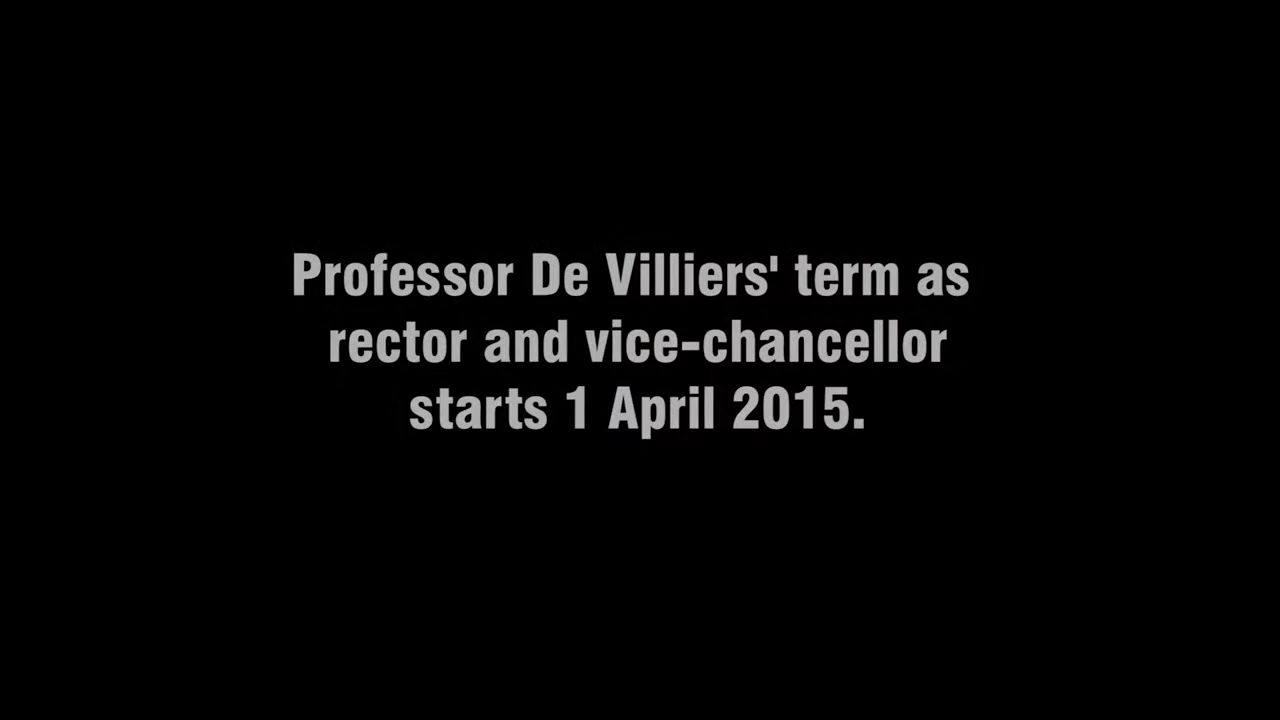 Professor De Villiers' term as
rector and vice-chancellor
starts 1 April 2015.